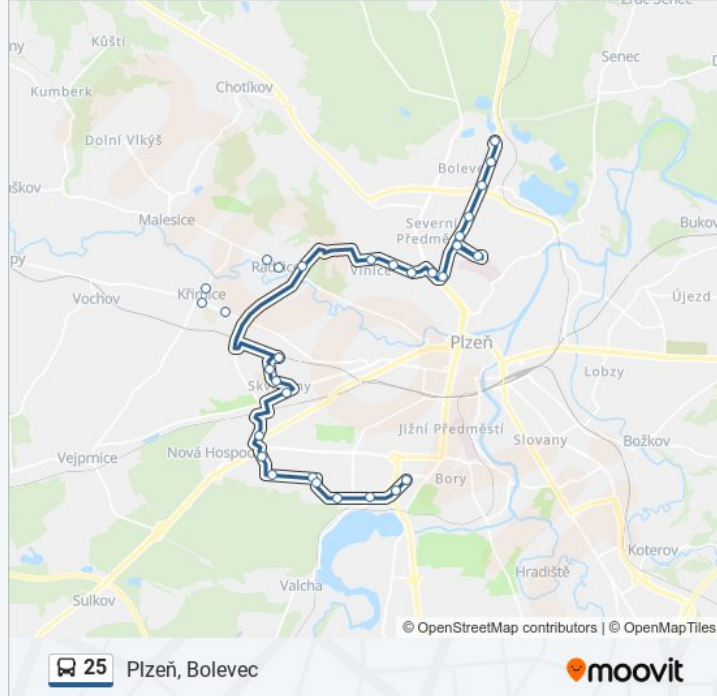 Kůští
Senec
Kumberk
Chotíkov
Dolní Vlkýš
Bolevec
Malesice
Severní
Předměstí
Bukov
Radčice
Vinice
Křimice
Vochov
Újezd
Plzeň
Lobzy
Skvrňany
Jižní Předměstí
Slovany
Božkov
Nová Hospoda
Vejprnice
Bory
Koterov
Hradiště
Valcha
Sulkov
© OpenStreetMap contributors | © OpenMapTiles
25
Plzeň, Bolevec
moovit